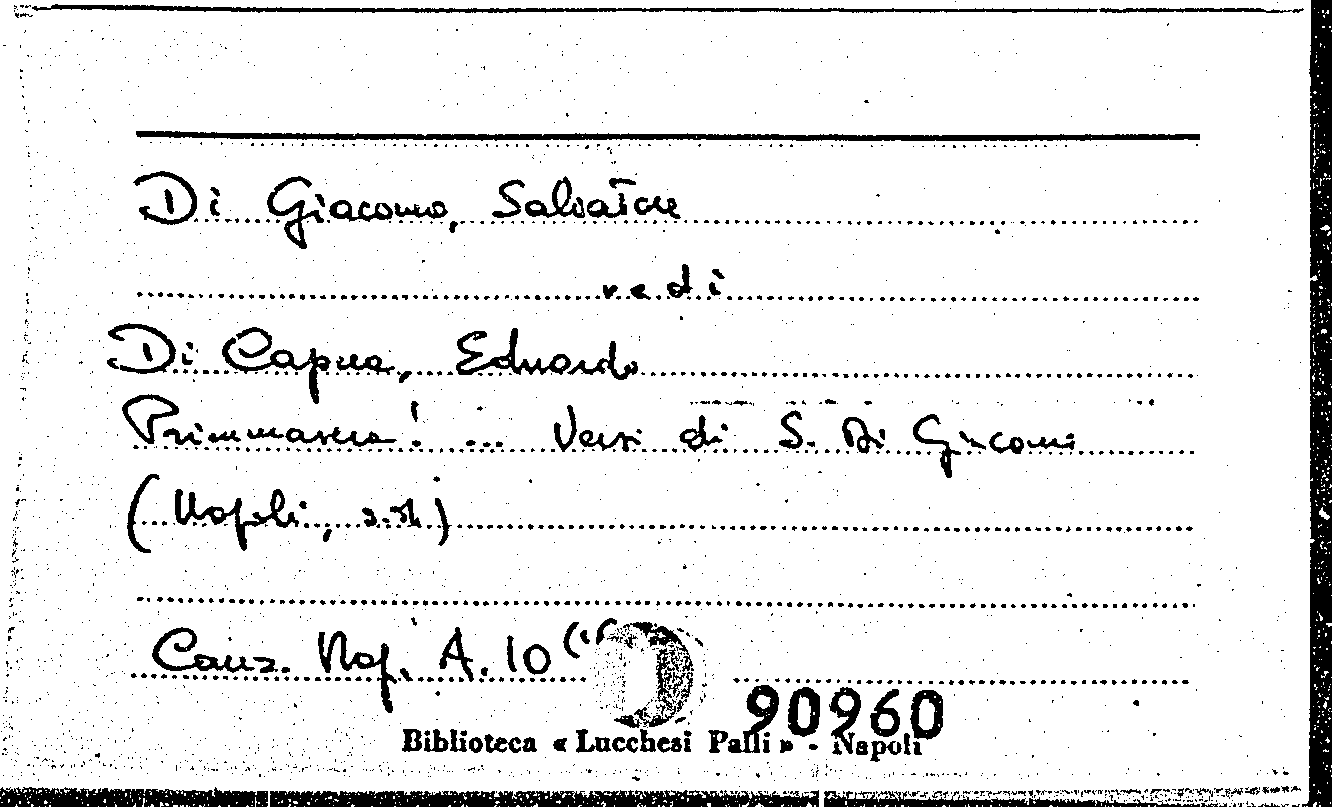 Di Giacomo, Salvatore
vedi
Di Capua, Eduardo
Primmavera! ... Versi di S. Di Giacomo
(Napoli, s.d.)
Canz. Nap. A. 10
90960
Biblioteca « Lucchesi Palli » - Napoli